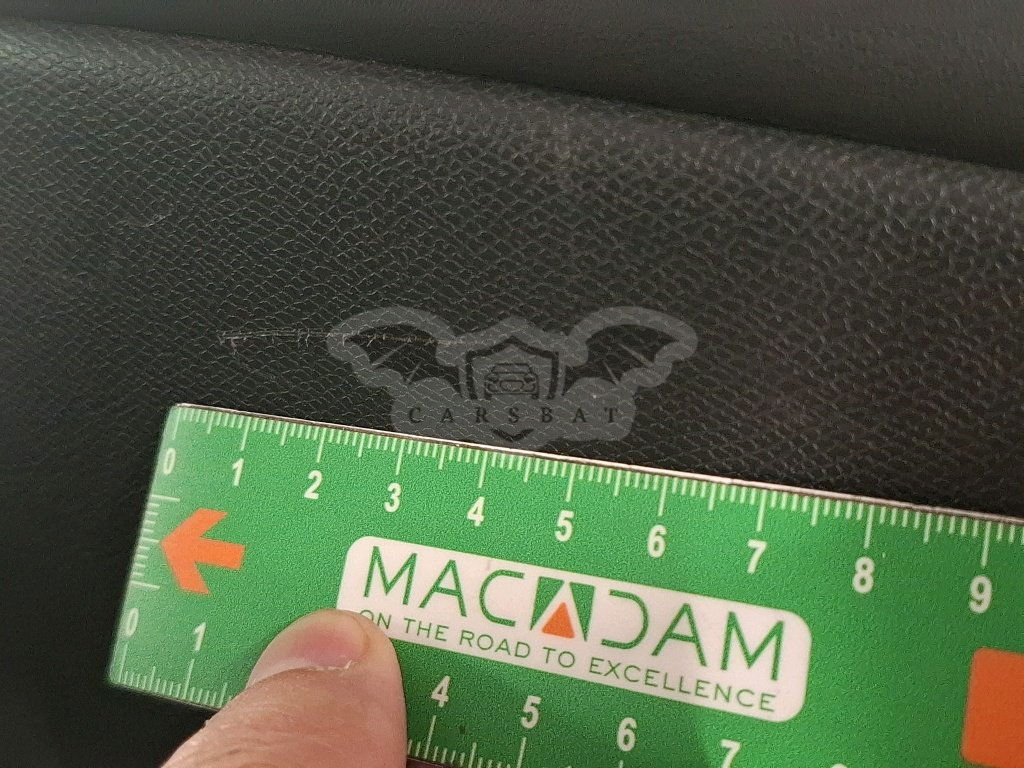 CARSBAT
0 1 2 3 4 5 6 7 8 9
MACADAM
ON THE ROAD TO EXCELLENCE
0 1 4 5 6 7